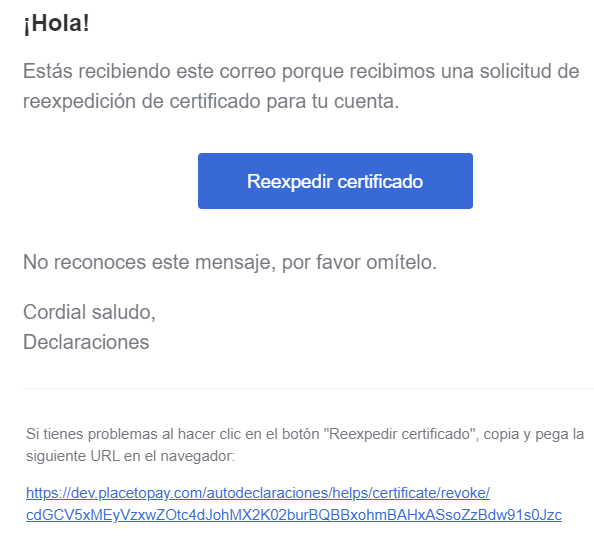 ¡Hola!
Estás recibiendo este correo porque recibimos una solicitud de
reexpedición de certificado para tu cuenta.
Reexpedir certificado
No reconoces este mensaje, por favor omítelo.
Cordial saludo,
Declaraciones
Si tienes problemas al hacer clic en el botón "Reexpedir certificado", copia y pega la
siguiente URL en el navegador:
https://dev.placetopay.com/autodeclaraciones/helps/certificate/revoke/
cdGCV5xMEyVzxwZOtc4dJohMX2K02burBQBBxohmBAHxASsoZzBdw91s0Jzc